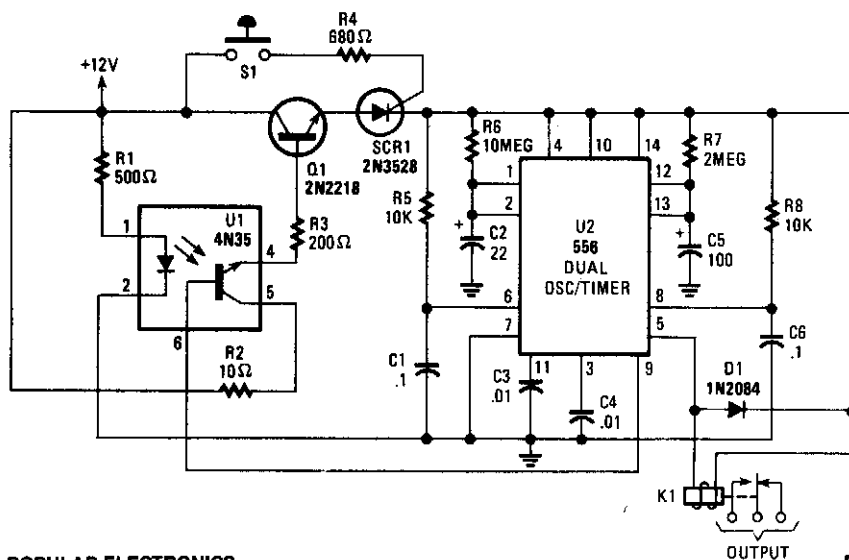 R4
680Ω
S1
+12V
R1
500Ω
Q1
2N2218
SCR1
2N3528
R6
10MEG
4
10
14
R7
2MEG
1
12
2
13
R5
10K
R8
10K
U1
4N35
R3
200Ω
1
4
2
5
6
C2
22
+
U2
556
DUAL
OSC/TIMER
+
C5
100
6
8
7
5
R2
10Ω
C1
.1
C3
.01
11
3
C4
.01
9
C6
.1
D1
1N2084
K1
OUTPUT